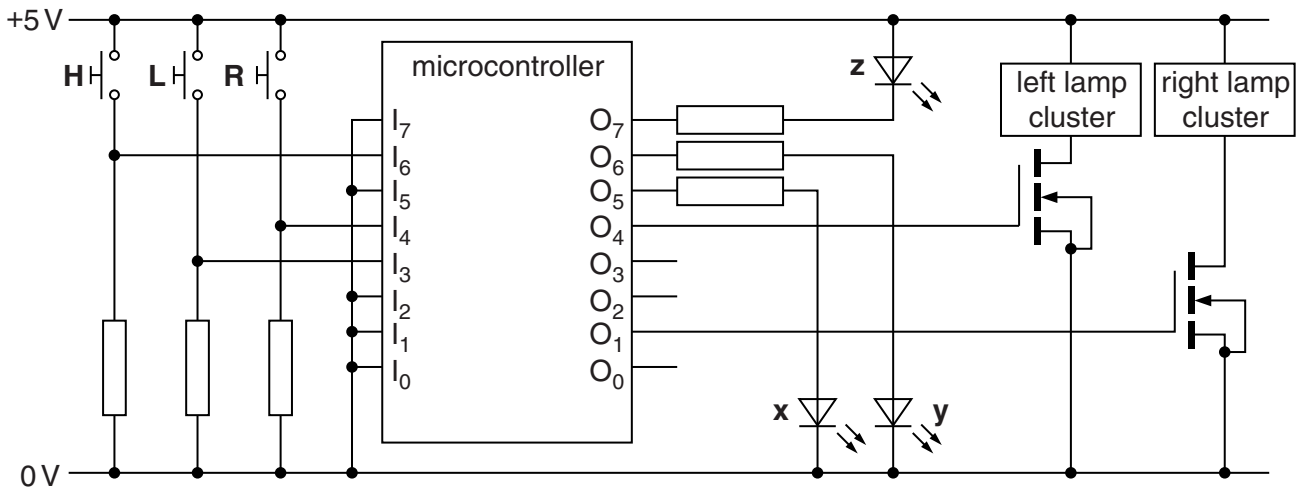 +5 V
H
L
R
microcontroller
z
left lamp
cluster
right lamp
cluster
I₇
O₇
I₆
O₆
I₅
O₅
I₄
O₄
I₃
O₃
I₂
O₂
I₁
O₁
I₀
O₀
x
y
0 V